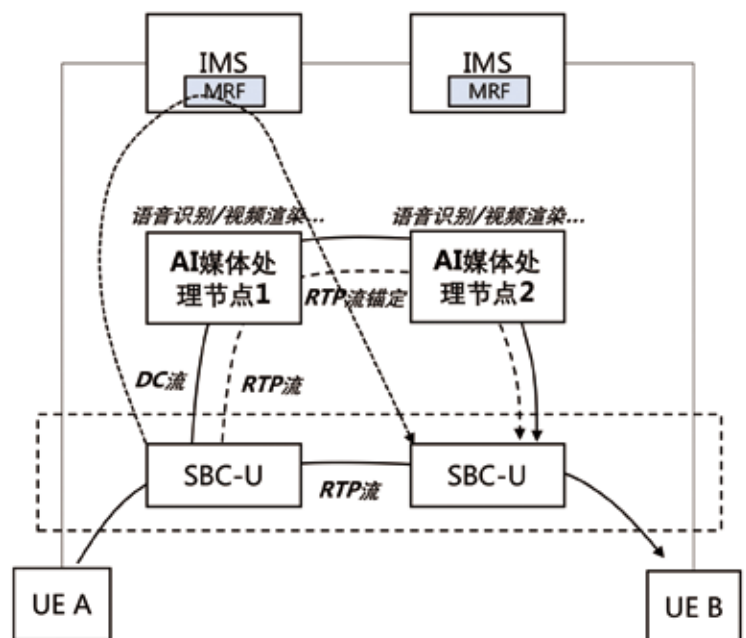 IMS
MRF
IMS
MRF
语音识别/视频渲染...
语音识别/视频渲染...
AI媒体处
理节点1
AI媒体处
理节点2
RTP流锚定
DC流
RTP流
SBC-U
SBC-U
RTP流
UE A
UE B